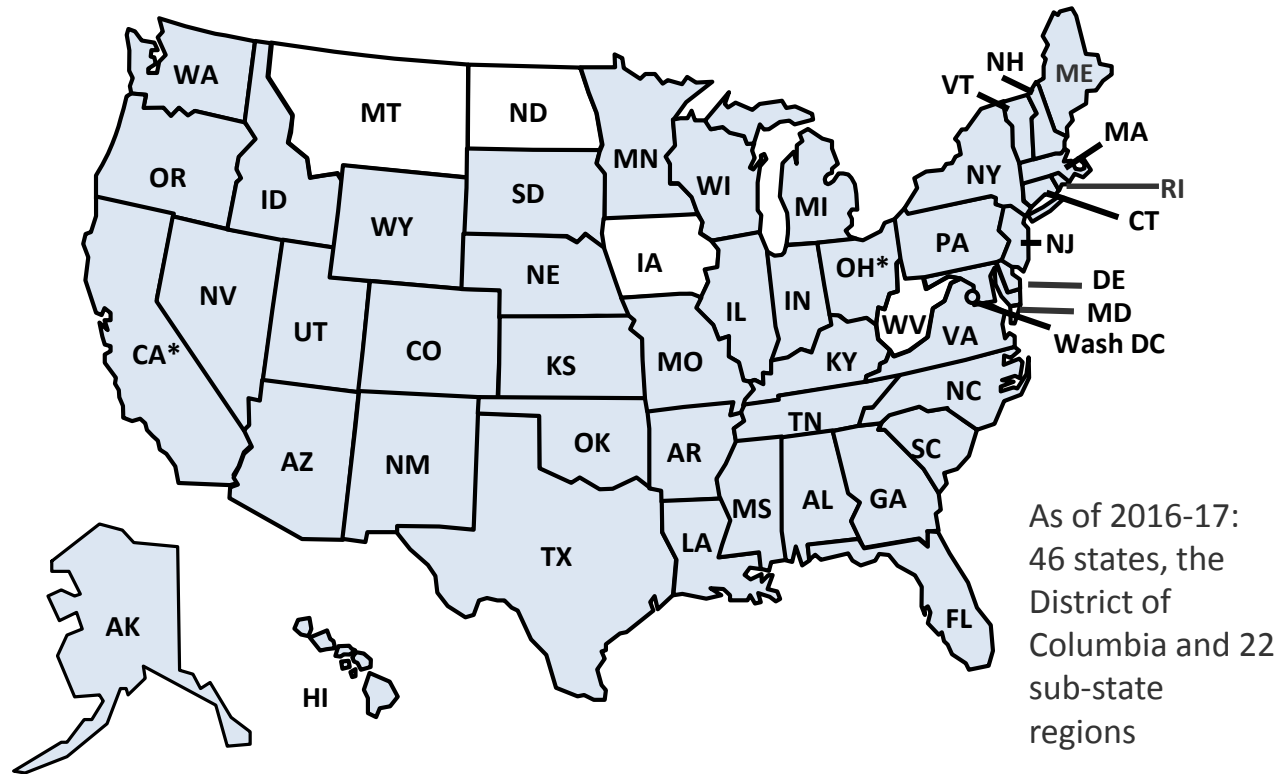 WA
MT
ND
MN
OR
ID
SD
WI
MI
NY
VT
NH
ME
MA
RI
CT
WY
IA
PA
NJ
NE
OH*
DE
NV
IL
IN
MD
WV
VA
Wash DC
CA*
UT
CO
KS
MO
KY
NC
TN
AZ
NM
OK
AR
SC
MS
AL
GA
LA
TX
FL
AK
HI
As of 2016-17:
46 states, the
District of
Columbia and 22
sub-state
regions